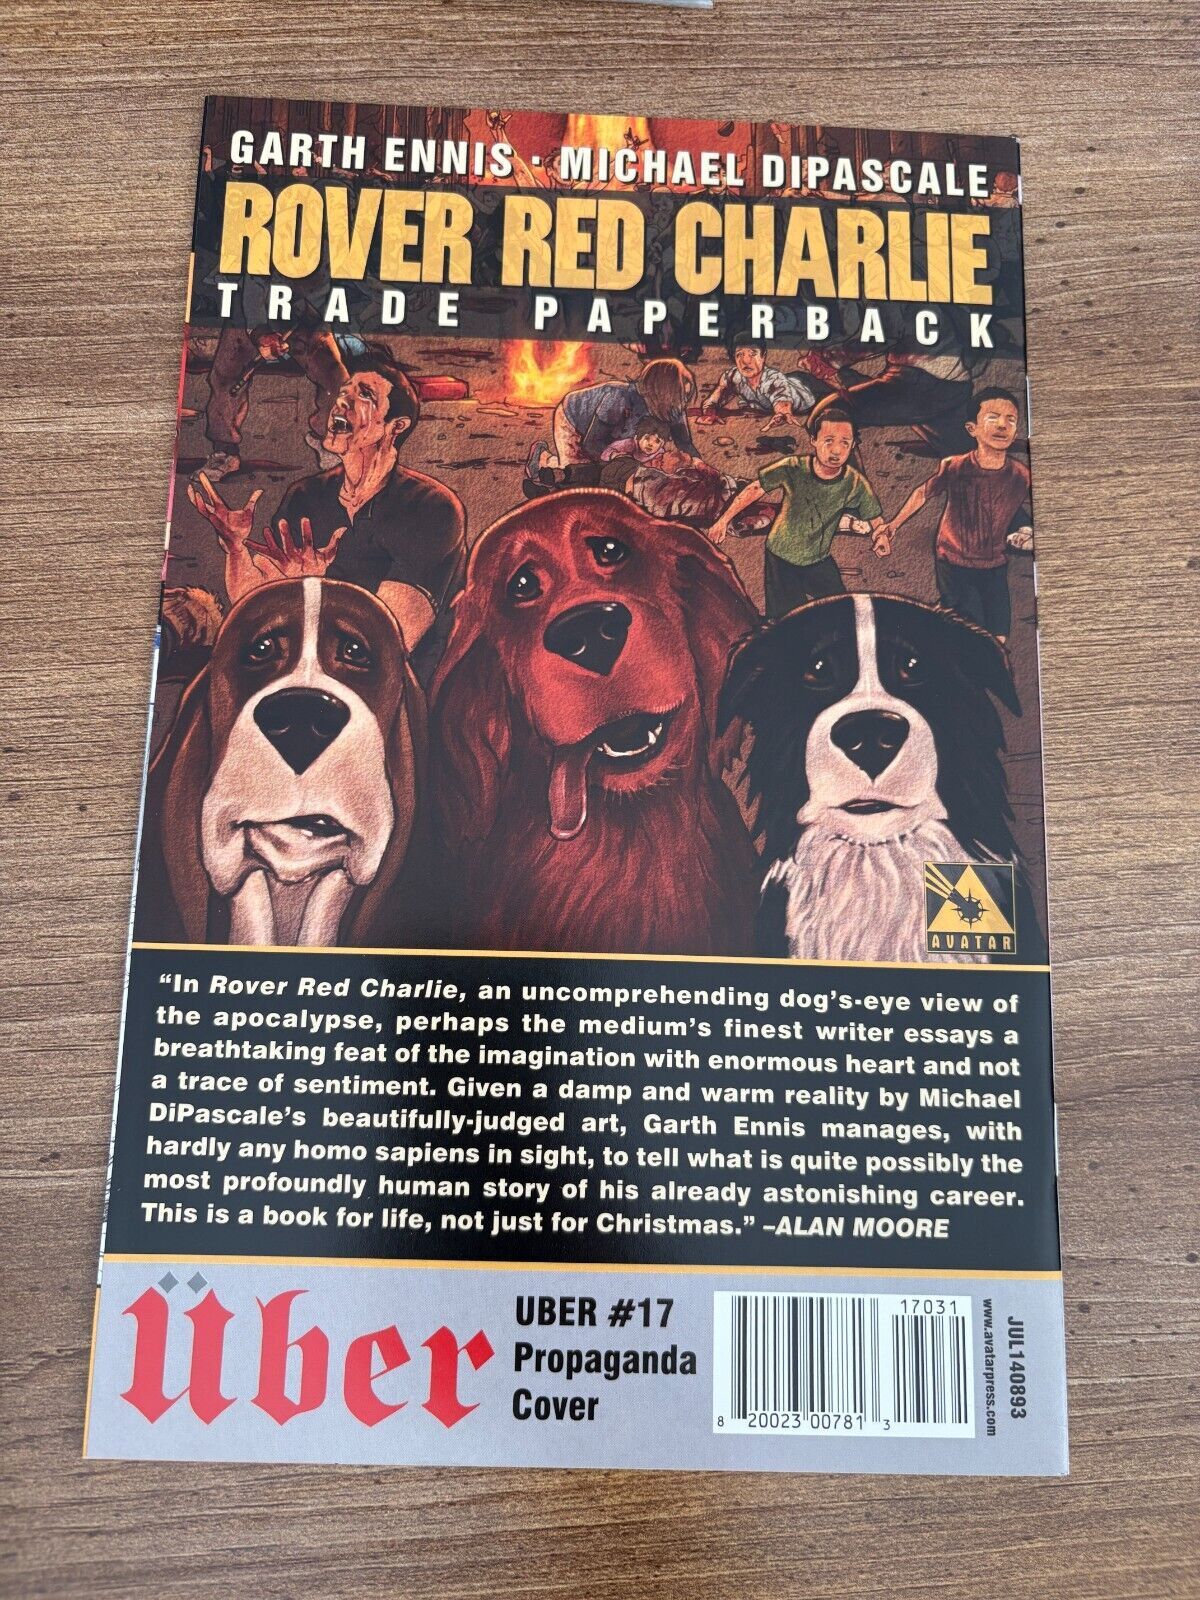 GARTH ENNIS · MICHAEL DIPASCALE
ROVER RED CHARLIE
TRADE PAPERBACK
AVATAR
“In Rover Red Charlie, an uncomprehending dog’s-eye view of
the apocalypse, perhaps the medium’s finest writer essays a
breathtaking feat of the imagination with enormous heart and not
a trace of sentiment. Given a damp and warm reality by Michael
DiPascale’s beautifully-judged art, Garth Ennis manages, with
hardly any homo sapiens in sight, to tell what is quite possibly the
most profoundly human story of his already astonishing career.
This is a book for life, not just for Christmas.” –ALAN MOORE
über
UBER #17
Propaganda
Cover
17031
8 20023 00781 3
www.avatarpress.com
JUL140893